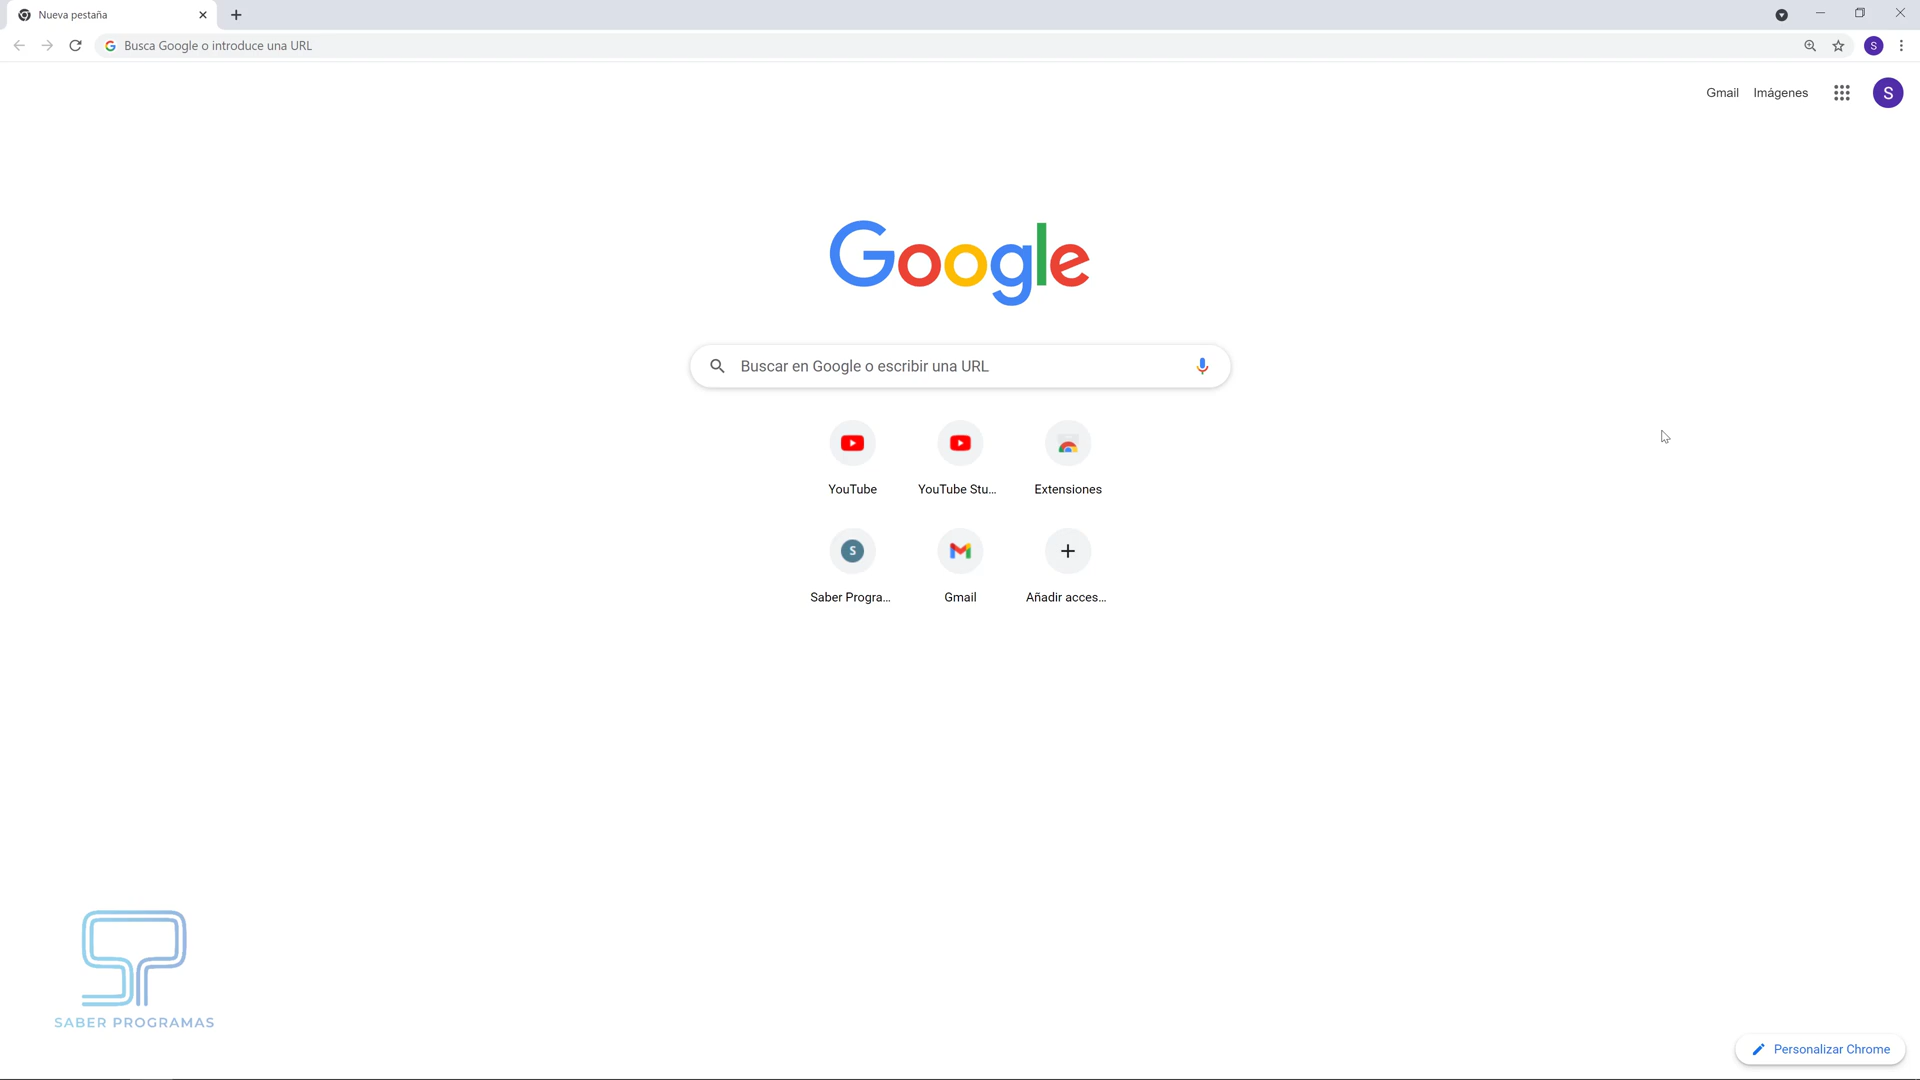 Nueva pestaña
Busca Google o introduce una URL
S
Gmail Imágenes
S
Google
Buscar en Google o escribir una URL
YouTube YouTube Stu... Extensiones
S
Saber Progra... Gmail Añadir acces...
SP
SABER PROGRAMAS
Personalizar Chrome